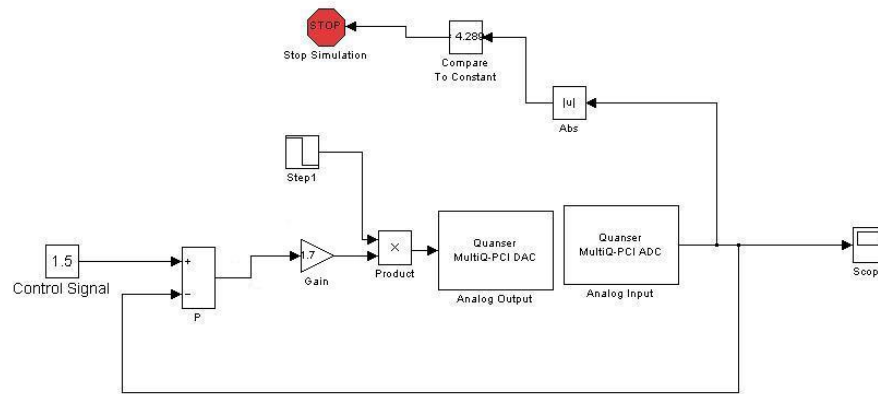 STOP
Stop Simulation
4.289
Compare
To Constant
|u|
Abs
Step1
Quanser
MultiQ-PCI DAC
Analog Output
Quanser
MultiQ-PCI ADC
Analog Input
1.5
Control Signal
+
−
P
1.7
Gain
×
Product
Scop